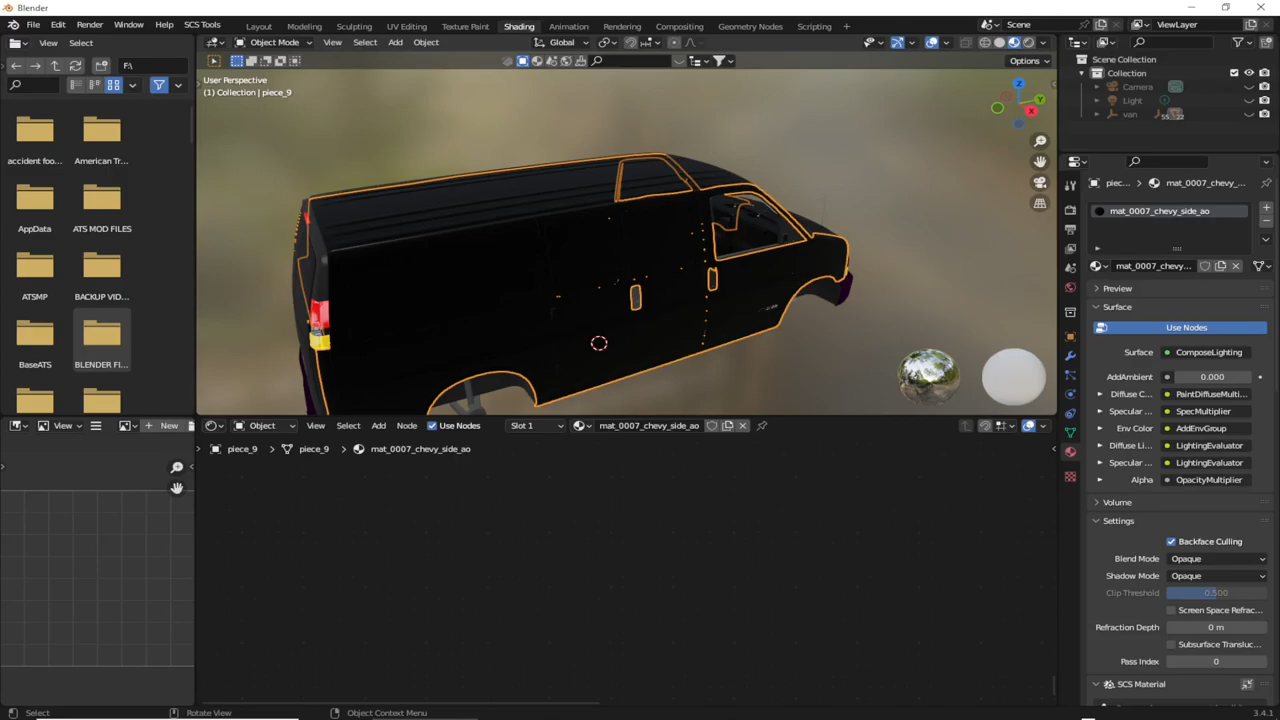 Blender
File Edit Render Window Help SCS Tools
Layout Modeling Sculpting UV Editing Texture Paint Shading Animation Rendering Compositing Geometry Nodes Scripting +
Scene
ViewLayer
View Select
Object Mode View Select Add Object
Global
F:\
Options
User Perspective
(1) Collection | piece_9
Z
Y
X
Scene Collection
Collection
Camera
Light
van
accident foo...
American Tr...
AppData
ATS MOD FILES
ATSMP
BACKUP VID...
BaseATS
BLENDER FI...
piec...
mat_0007_chevy_...
mat_0007_chevy_side_ao
mat_0007_chevy...
Preview
Surface
Use Nodes
Surface ComposeLighting
AddAmbient 0.000
Diffuse C... PaintDiffuseMulti...
Specular ... SpecMultiplier
Env Color AddEnvGroup
Diffuse Li... LightingEvaluator
Specular ... LightingEvaluator
Alpha OpacityMultiplier
Volume
Settings
Backface Culling
Blend Mode Opaque
Shadow Mode Opaque
Clip Threshold 0.500
Screen Space Refrac...
Refraction Depth 0 m
Subsurface Transluc...
Pass Index 0
SCS Material
View
New
Object View Select Add Node Use Nodes Slot 1 mat_0007_chevy_side_ao
piece_9 > piece_9 > mat_0007_chevy_side_ao
Select
Rotate View
Object Context Menu
3.4.1